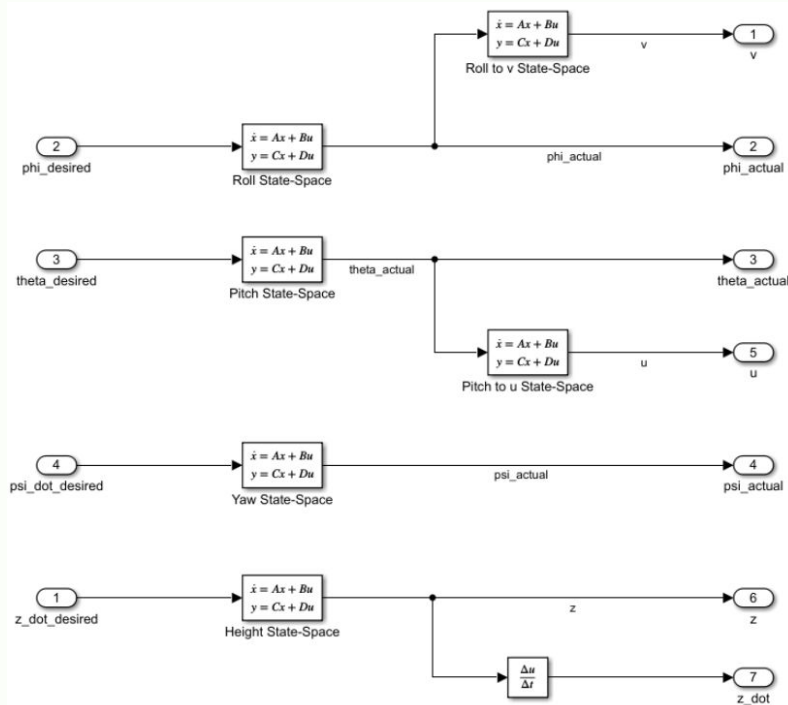 ẋ = Ax + Bu
y = Cx + Du
Roll to v State-Space
v
1
v
2
phi_desired
ẋ = Ax + Bu
y = Cx + Du
Roll State-Space
phi_actual
2
phi_actual
3
theta_desired
ẋ = Ax + Bu
y = Cx + Du
Pitch State-Space
theta_actual
3
theta_actual
ẋ = Ax + Bu
y = Cx + Du
Pitch to u State-Space
u
5
u
4
psi_dot_desired
ẋ = Ax + Bu
y = Cx + Du
Yaw State-Space
psi_actual
4
psi_actual
1
z_dot_desired
ẋ = Ax + Bu
y = Cx + Du
Height State-Space
z
6
z
Δu
Δt
7
z_dot